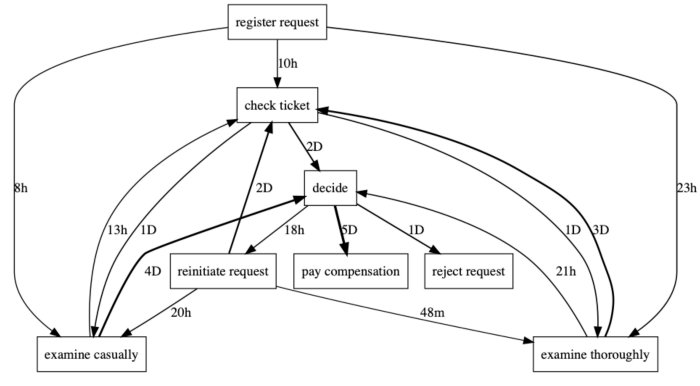 register request
10h
check ticket
2D
8h
decide
23h
13h
1D
2D
18h
5D
1D
1D
3D
4D
reinitiate request
pay compensation
reject request
21h
20h
48m
examine casually
examine thoroughly